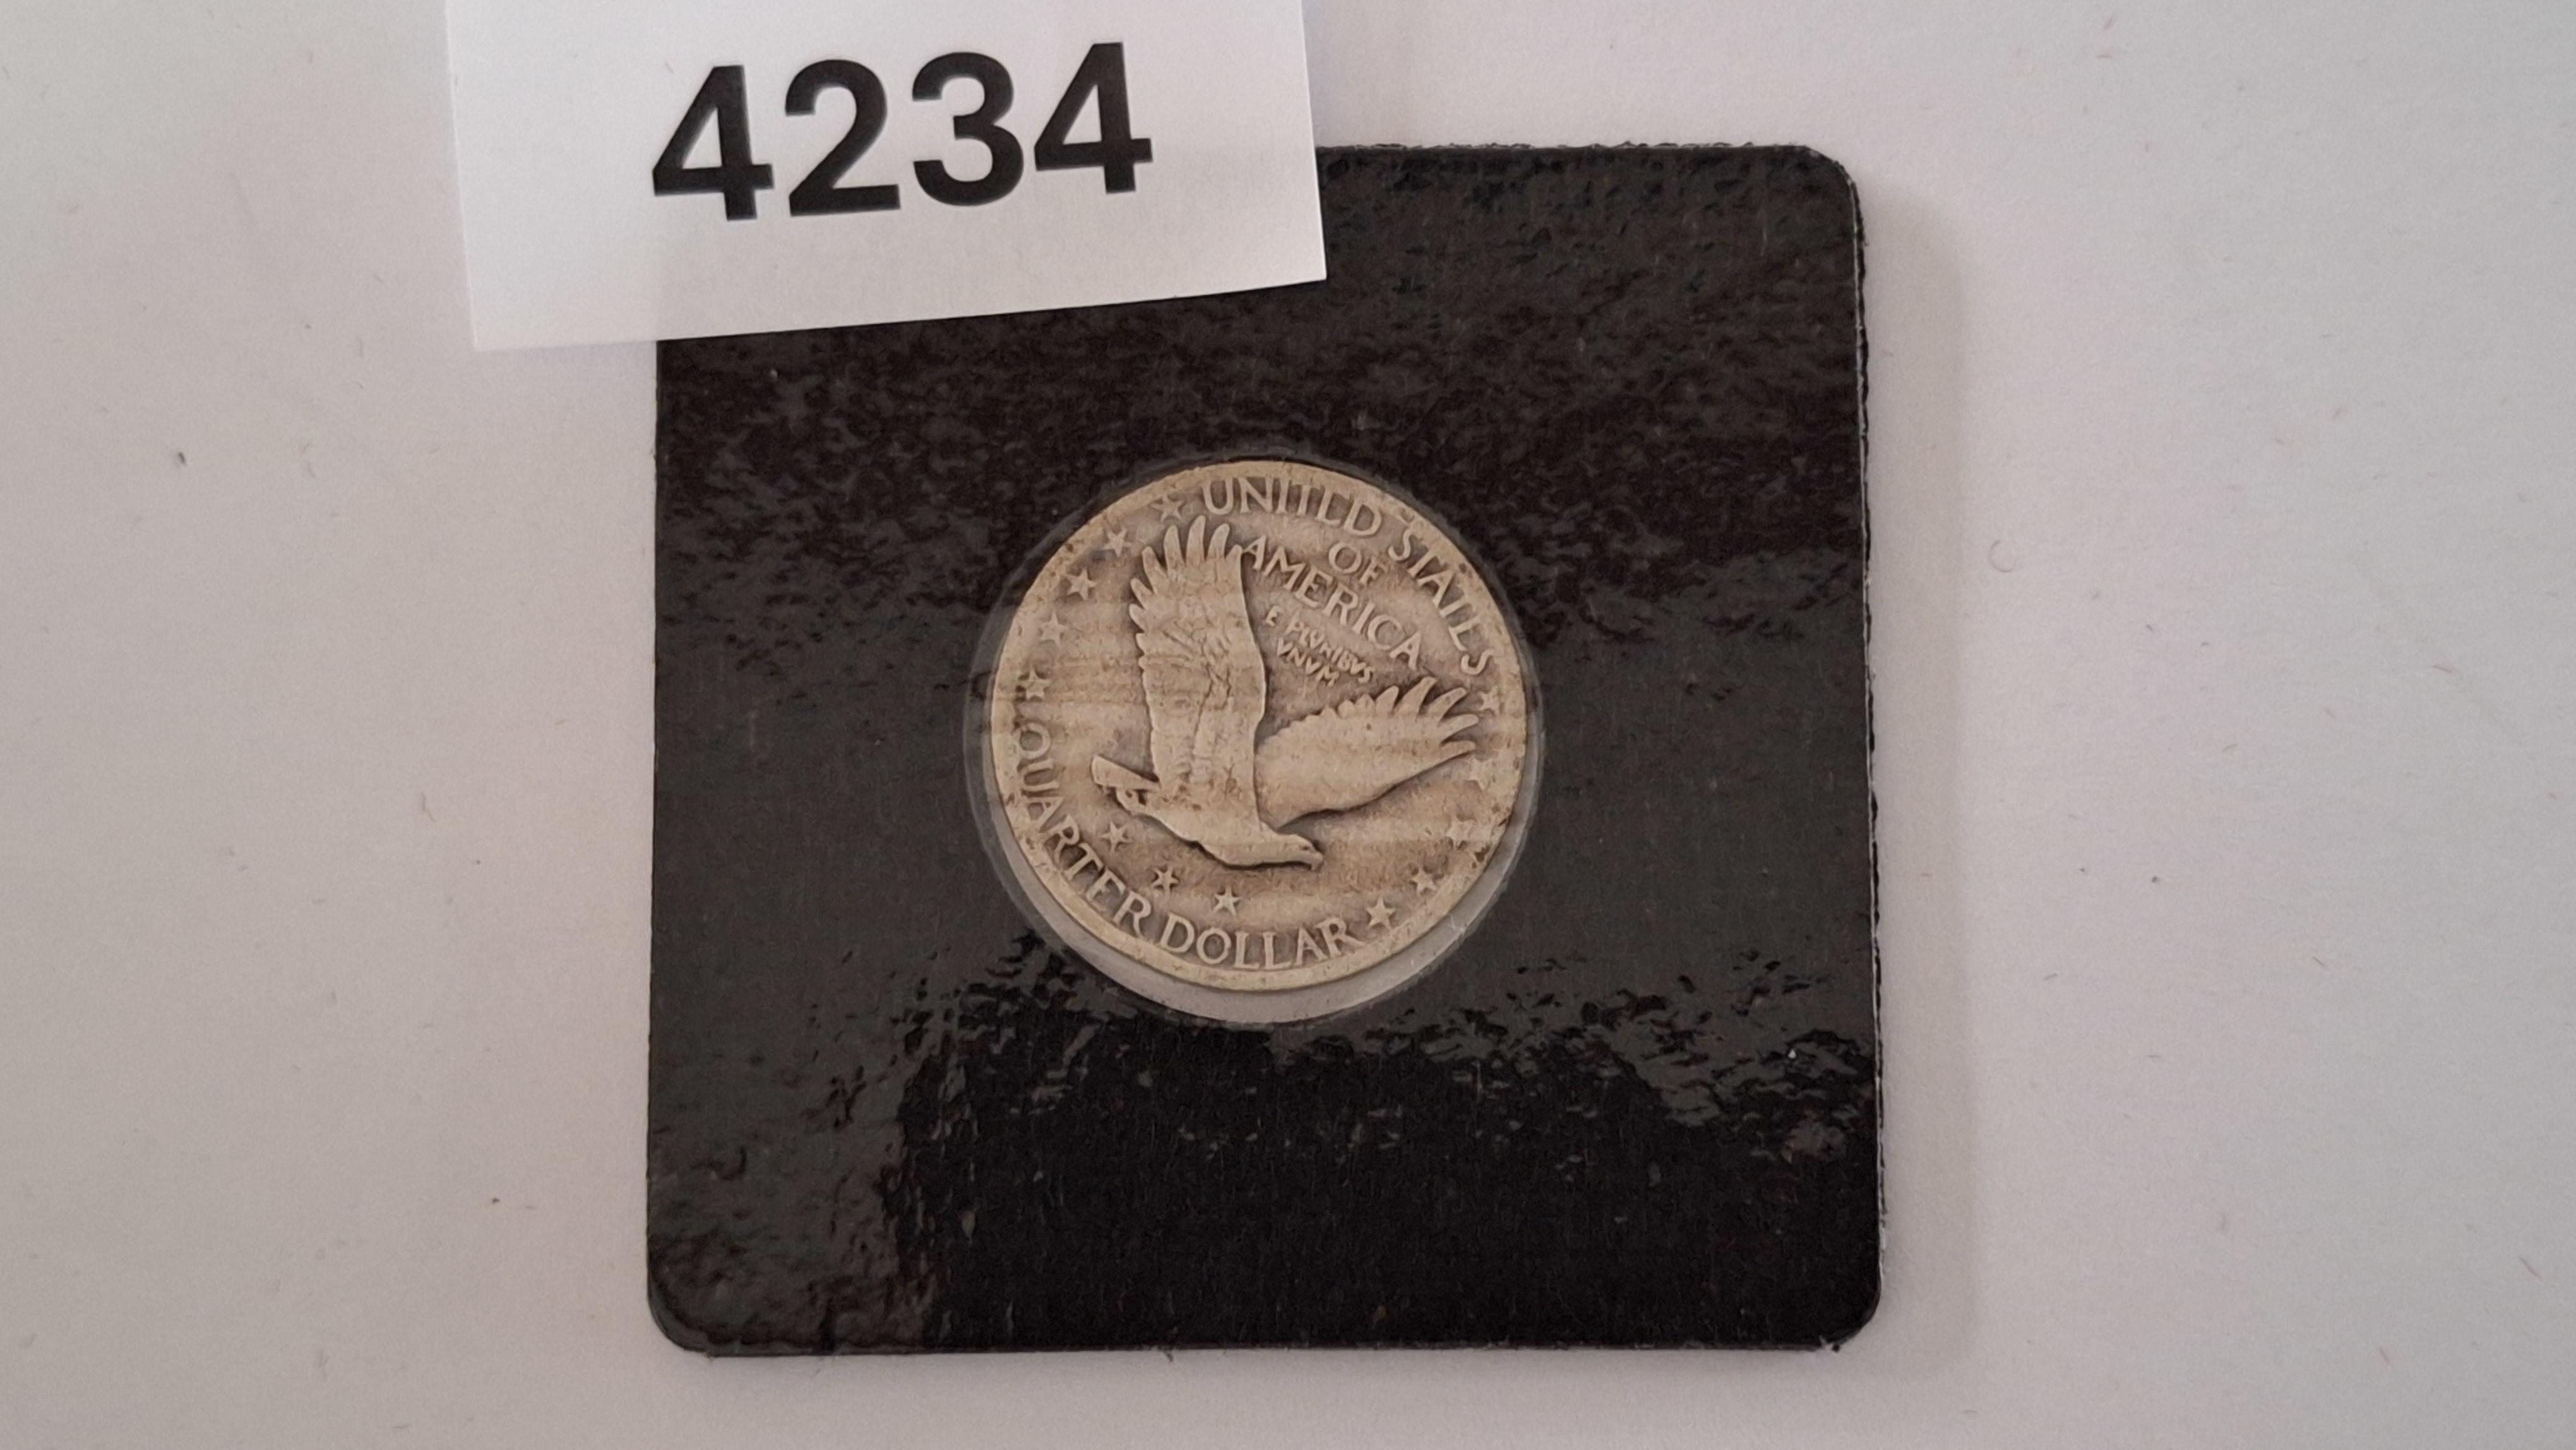 4234
UNITED STATES
OF
AMERICA
E PLURIBUS
UNUM
QUARTER DOLLAR